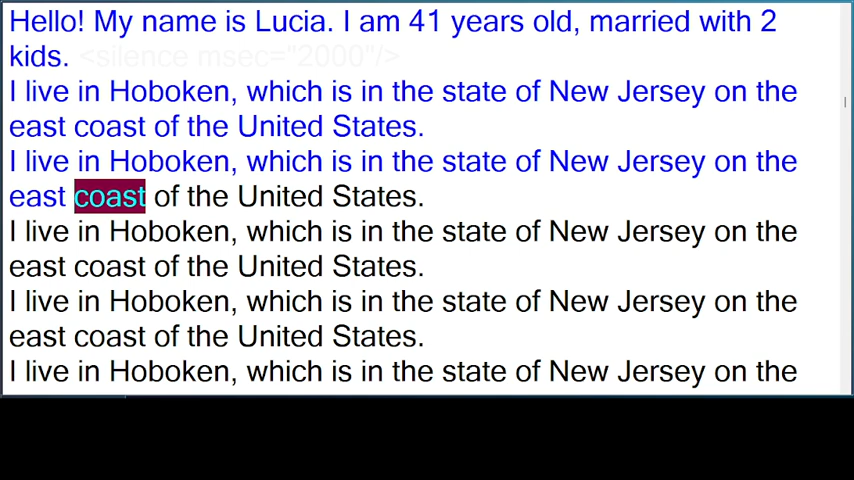 Hello! My name is Lucia. I am 41 years old, married with 2
kids. <silence msec="2000"/>
I live in Hoboken, which is in the state of New Jersey on the
east coast of the United States.
I live in Hoboken, which is in the state of New Jersey on the
east coast of the United States.
I live in Hoboken, which is in the state of New Jersey on the
east coast of the United States.
I live in Hoboken, which is in the state of New Jersey on the
east coast of the United States.
I live in Hoboken, which is in the state of New Jersey on the